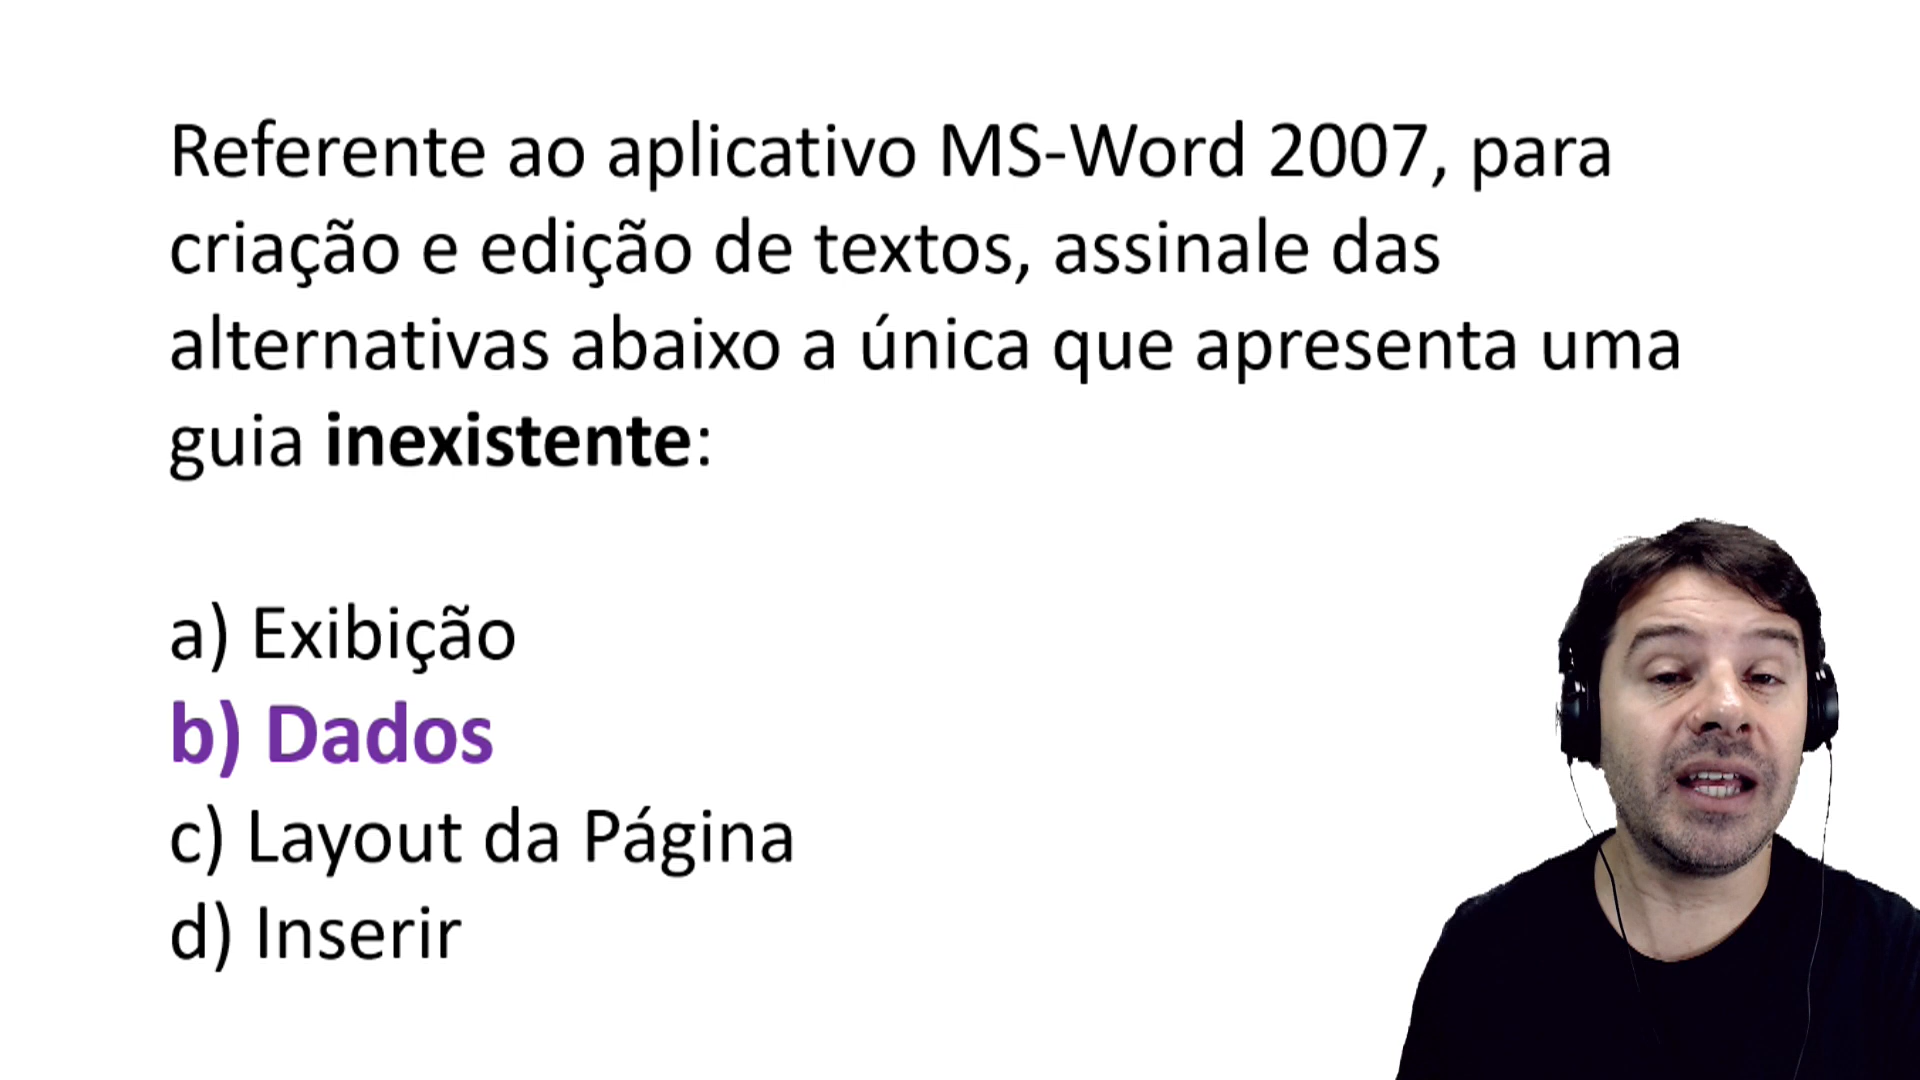 Referente ao aplicativo MS-Word 2007, para
criação e edição de textos, assinale das
alternativas abaixo a única que apresenta uma
guia inexistente:
a) Exibição
b) Dados
c) Layout da Página
d) Inserir